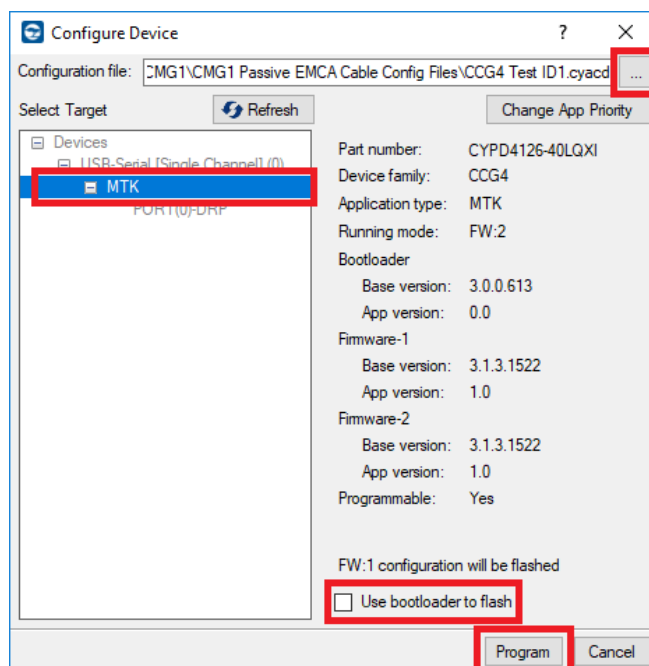 Configure Device
?
Configuration file: CMG1\CMG1 Passive EMCA Cable Config Files\CCG4 Test ID1.cyacd ...
Select Target Refresh Change App Priority
Devices
USB-Serial [Single Channel] (0)
MTK
PORT(0)-DRP
Part number: CYPD4126-40LQXI
Device family: CCG4
Application type: MTK
Running mode: FW:2
Bootloader
Base version: 3.0.0.613
App version: 0.0
Firmware-1
Base version: 3.1.3.1522
App version: 1.0
Firmware-2
Base version: 3.1.3.1522
App version: 1.0
Programmable: Yes
FW:1 configuration will be flashed
Use bootloader to flash
Program Cancel